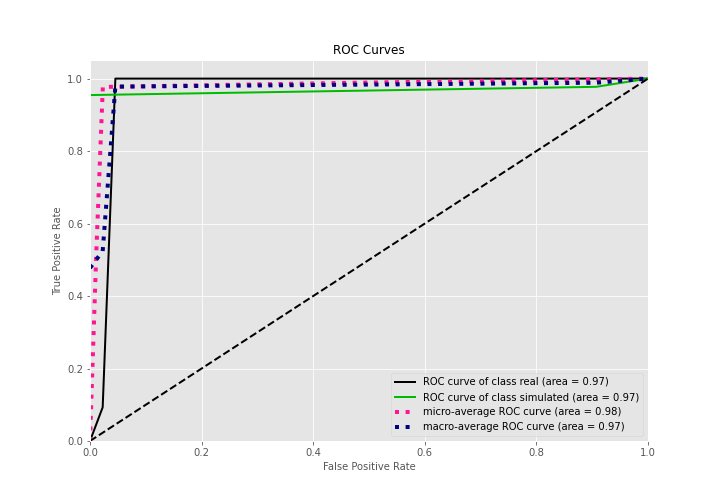 ROC Curves
1.0
0.8
0.6
0.4
0.2
0.0
True Positive Rate
ROC curve of class real (area = 0.97)
ROC curve of class simulated (area = 0.97)
micro-average ROC curve (area = 0.98)
macro-average ROC curve (area = 0.97)
0.0 0.2 0.4 0.6 0.8 1.0
False Positive Rate